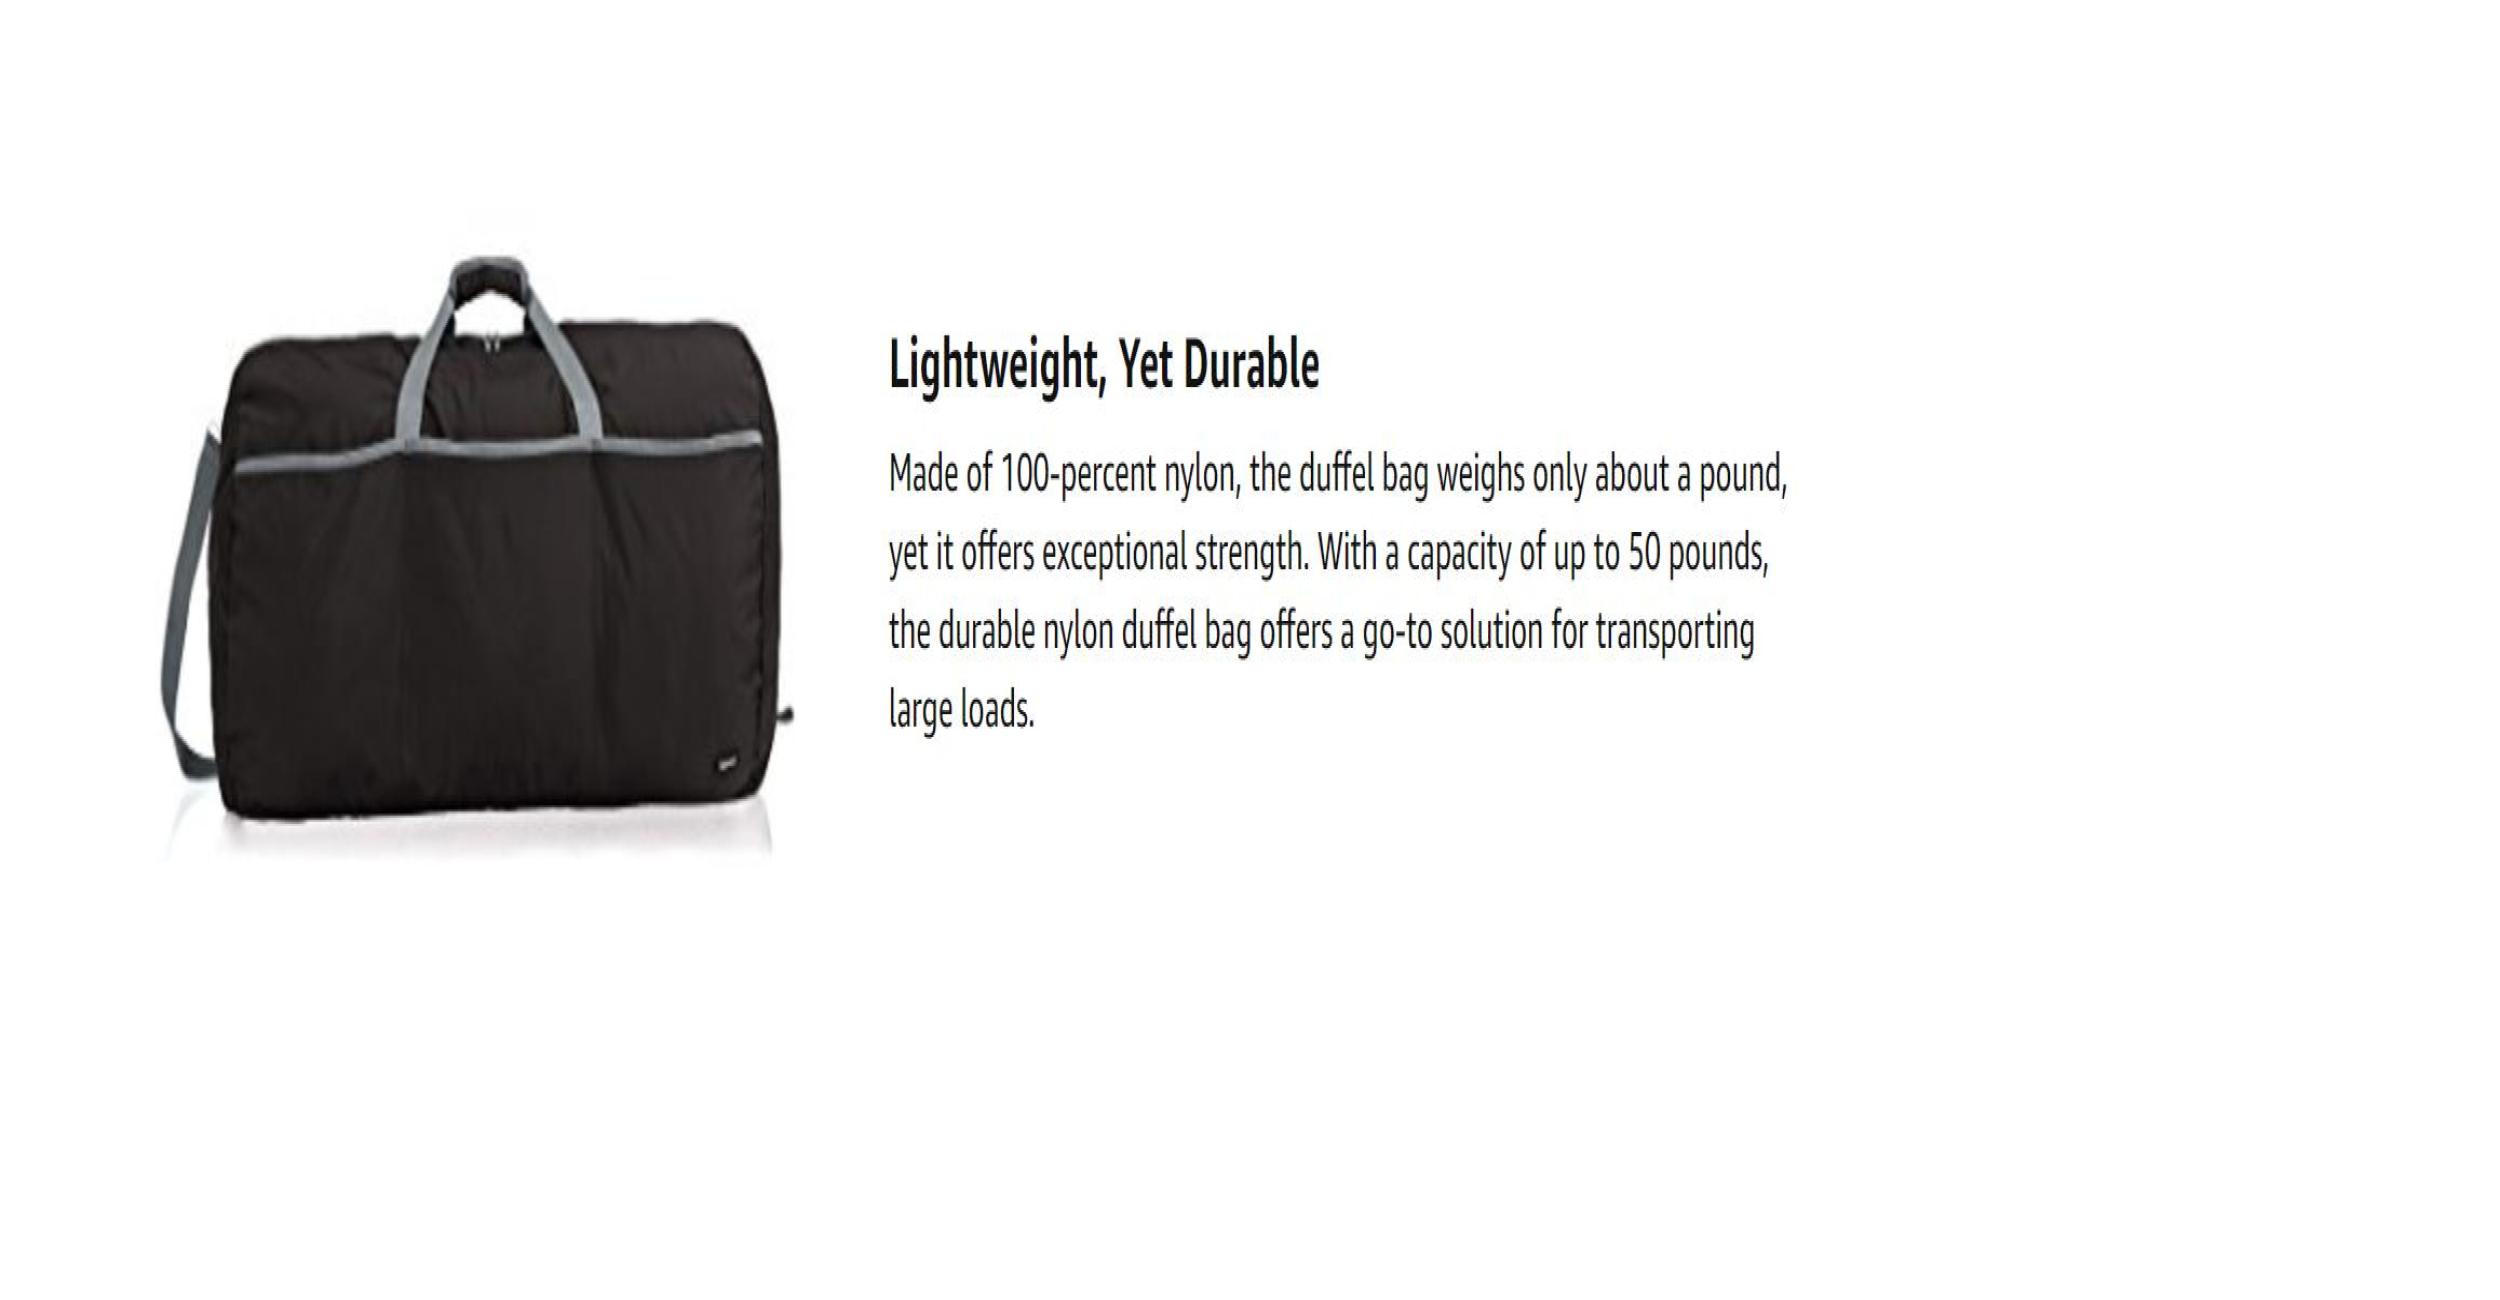 Lightweight, Yet Durable
Made of 100-percent nylon, the duffel bag weighs only about a pound,
yet it offers exceptional strength. With a capacity of up to 50 pounds,
the durable nylon duffel bag offers a go-to solution for transporting
large loads.